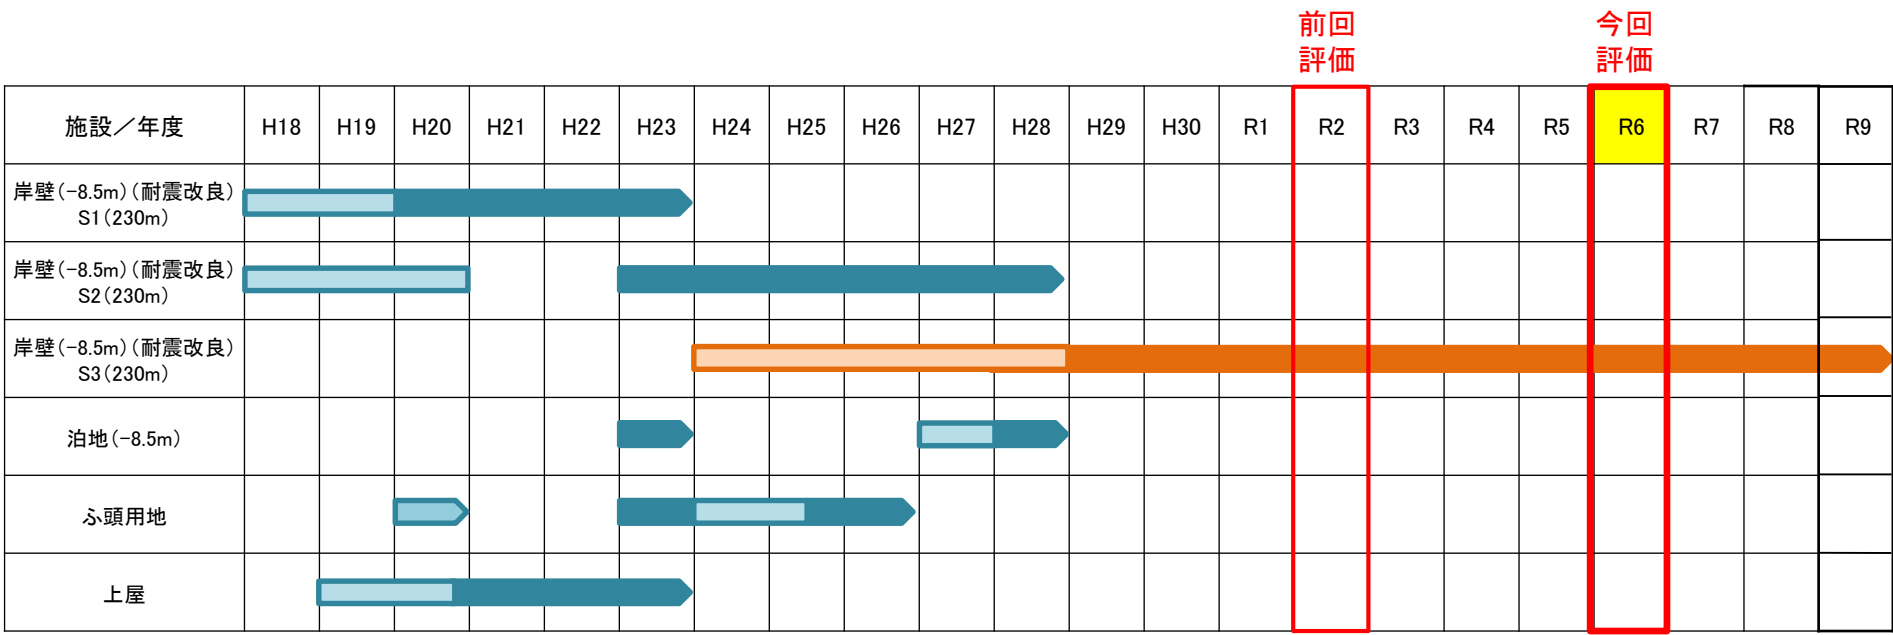 前回
評価
今回
評価
施設／年度 H18 H19 H20 H21 H22 H23 H24 H25 H26 H27 H28 H29 H30 R1 R2 R3 R4 R5 R6 R7 R8 R9
岸壁(-8.5m)(耐震改良)
S1(230m)
岸壁(-8.5m)(耐震改良)
S2(230m)
岸壁(-8.5m)(耐震改良)
S3(230m)
泊地(-8.5m)
ふ頭用地
上屋